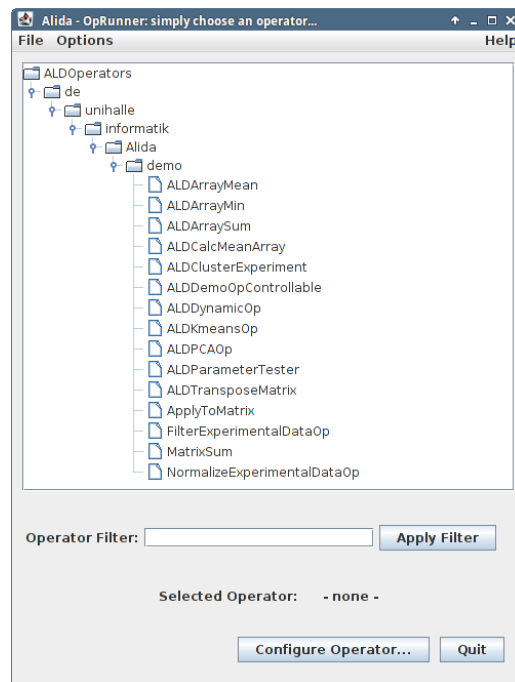 Alida - OpRunner: simply choose an operator...
File Options Help
ALDOperators
de
unihalle
informatik
Alida
demo
ALDArrayMean
ALDArrayMin
ALDArraySum
ALDCalcMeanArray
ALDClusterExperiment
ALDDemoOpControllable
ALDDynamicOp
ALDKmeansOp
ALDPCAOp
ALDParameterTester
ALDTransposeMatrix
ApplyToMatrix
FilterExperimentalDataOp
MatrixSum
NormalizeExperimentalDataOp
Operator Filter: Apply Filter
Selected Operator: - none -
Configure Operator... Quit